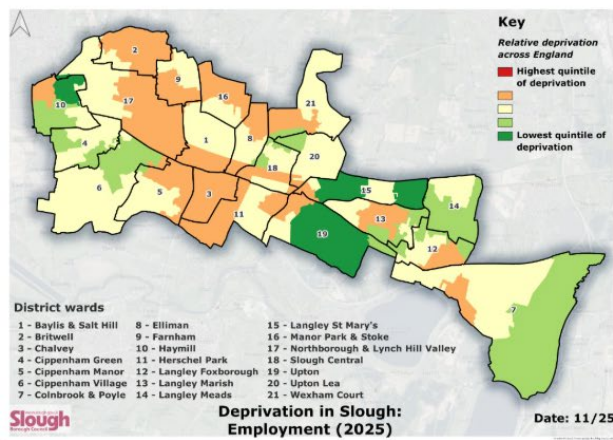 Key
Relative deprivation
across England
Highest quintile
of deprivation
Lowest quintile of
deprivation
2
9
16
10
17
21
1
8
4
18
20
6
5
3
15
14
11
13
19
12
7
District wards
1 - Baylis & Salt Hill
2 - Britwell
3 - Chalvey
4 - Cippenham Green
5 - Cippenham Manor
6 - Cippenham Village
7 - Colnbrook & Poyle
8 - Elliman
9 - Farnham
10 - Haymill
11 - Herschel Park
12 - Langley Foxborough
13 - Langley Marish
14 - Langley Meads
15 - Langley St Mary's
16 - Manor Park & Stoke
17 - Northborough & Lynch Hill Valley
18 - Slough Central
19 - Upton
20 - Upton Lea
21 - Wexham Court
Slough
Borough Council
Deprivation in Slough:
Employment (2025)
Date: 11/25